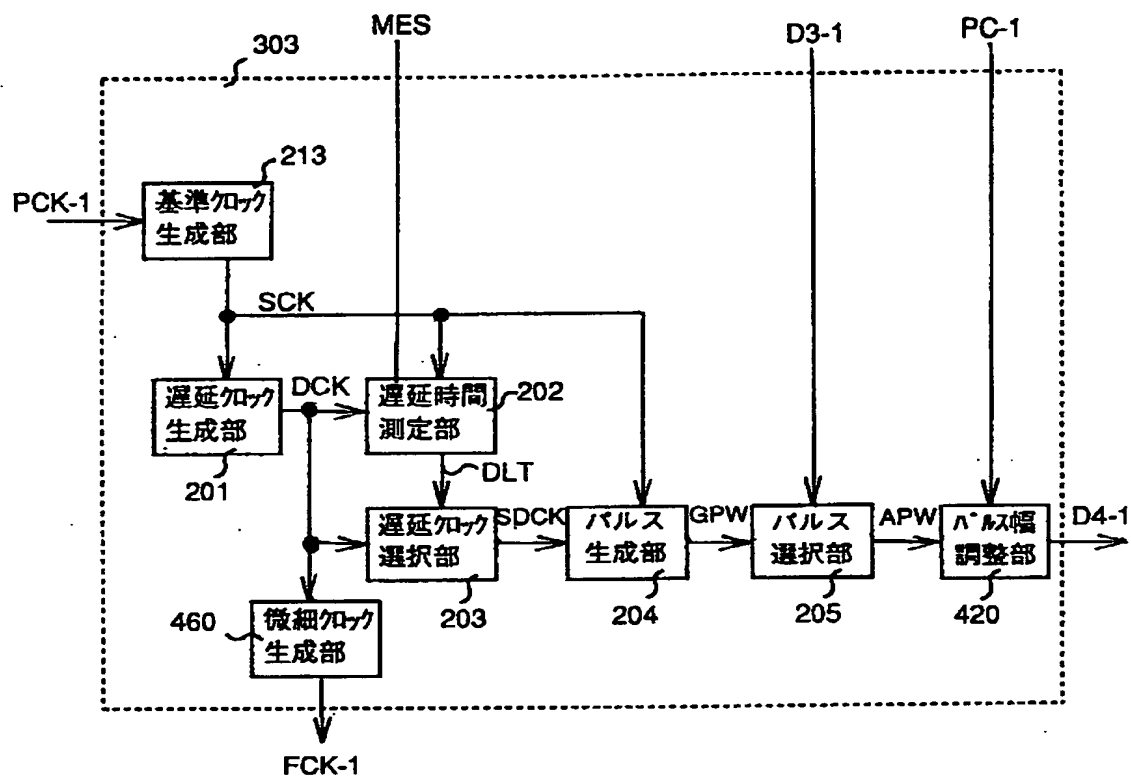 MES
D3-1
PC-1
303
213
PCK-1
基準クロック
生成部
SCK
遅延クロック
生成部
201
DCK
遅延時間
測定部
202
DLT
遅延クロック
選択部
203
SDCK
パルス
生成部
204
GPW
パルス
選択部
205
APW
パルス幅
調整部
420
D4-1
460
微細クロック
生成部
FCK-1